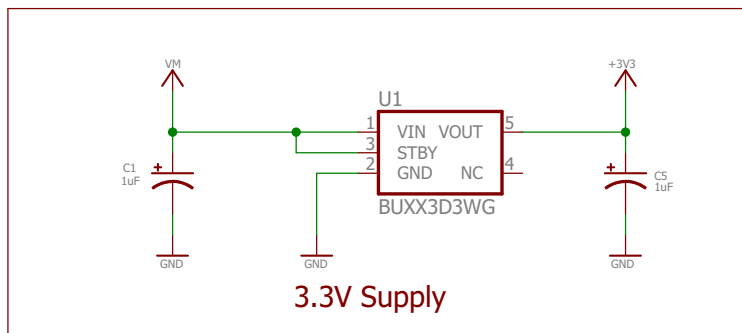 VM
+3V3
U1
1 VIN VOUT 5
3 STBY
2 GND NC 4
C1
1uF
+
C5
1uF
+
BUXX3D3WG
GND
GND
GND
3.3V Supply